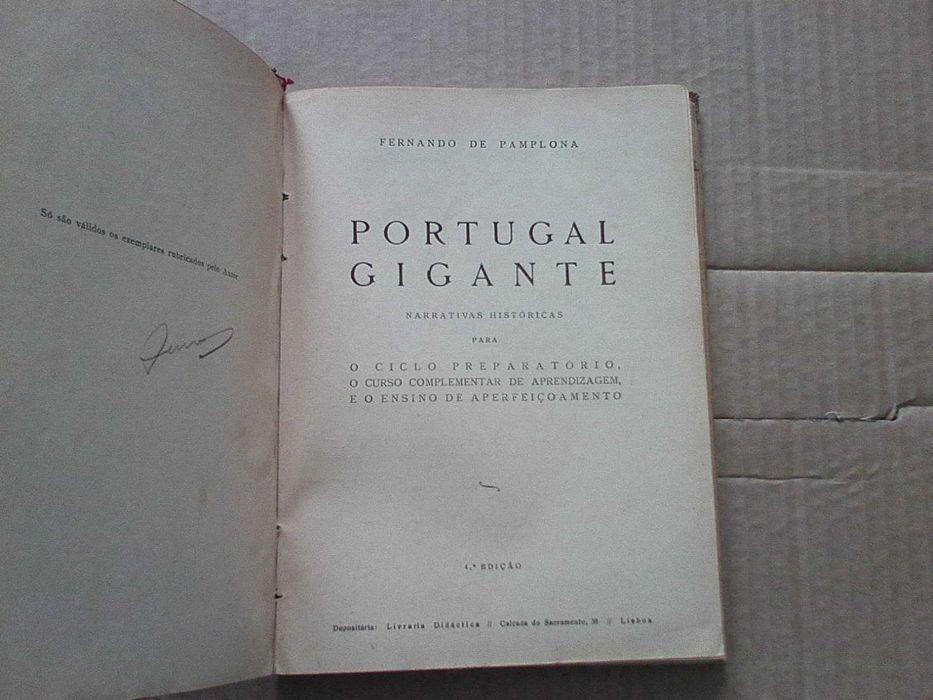 Só são válidos os exemplares rubricados pelo Autor
FERNANDO DE PAMPLONA
PORTUGAL
GIGANTE
NARRATIVAS HISTÓRICAS
PARA
O CICLO PREPARATÓRIO,
O CURSO COMPLEMENTAR DE APRENDIZAGEM,
E O ENSINO DE APERFEIÇOAMENTO
4.ª EDIÇÃO
Depositária: Livraria Didáctica // Calçada do Sacramento, 38 // Lisboa